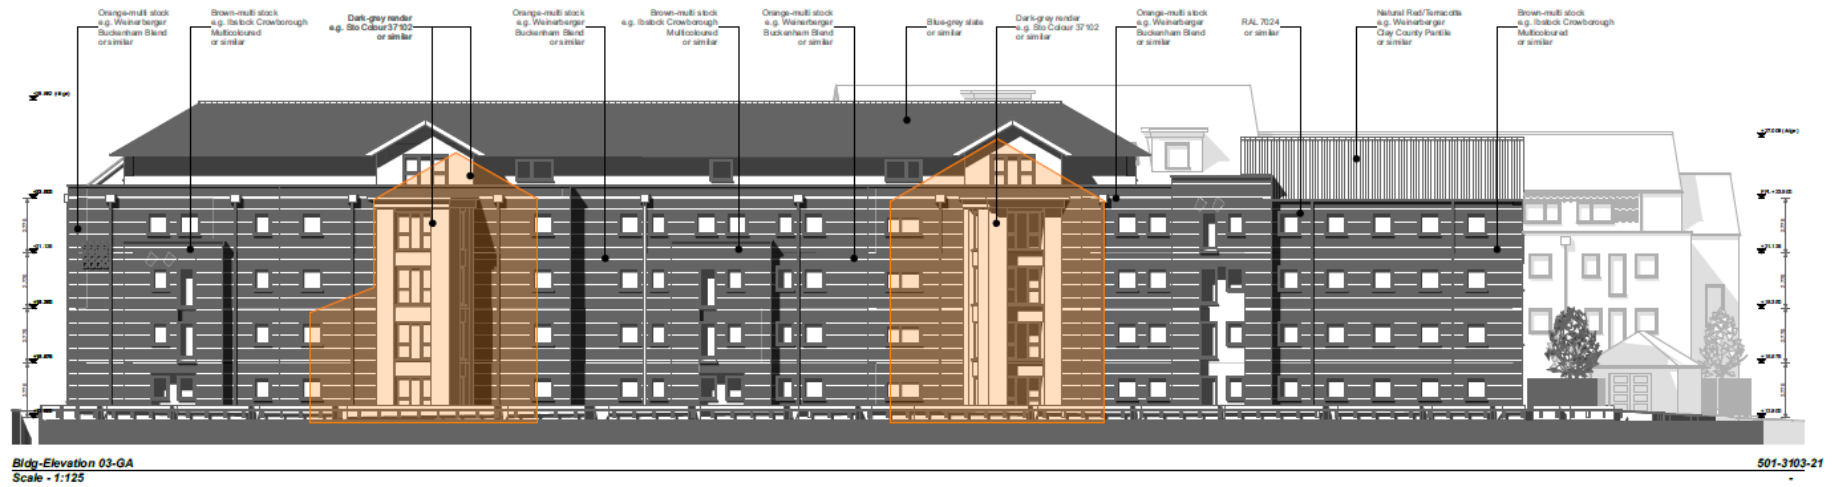 Orange-multi stock
e.g. Weinerberger
Buckenham Blend
or similar
Brown-multi stock
e.g. Ibstock Crowborough
Multicoloured
or similar
Dark-grey render
e.g. Sto Colour 37102
or similar
Orange-multi stock
e.g. Weinerberger
Buckenham Blend
or similar
Brown-multi stock
e.g. Ibstock Crowborough
Multicoloured
or similar
Orange-multi stock
e.g. Weinerberger
Buckenham Blend
or similar
Blue-grey slate
or similar
Dark-grey render
e.g. Sto Colour 37102
or similar
Orange-multi stock
e.g. Weinerberger
Buckenham Blend
or similar
RAL 7024
or similar
Natural Red/Terracotta
e.g. Weinerberger
Clay County Pantile
or similar
Brown-multi stock
e.g. Ibstock Crowborough
Multicoloured
or similar
Bldg-Elevation 03-GA
Scale - 1:125
501-3103-21
-